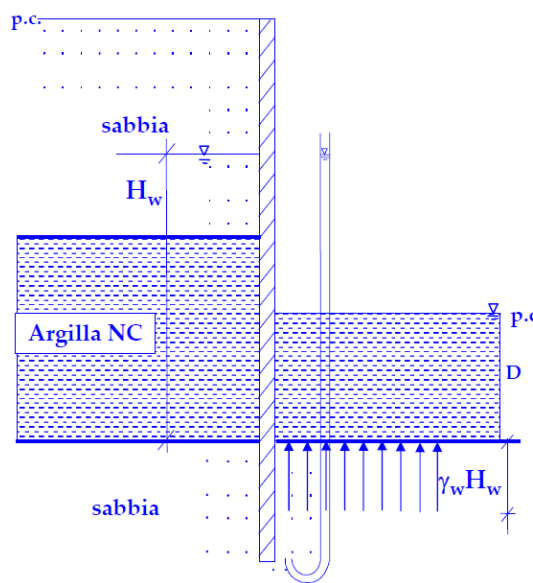 p.c.
sabbia
H_w
Argilla NC
p.c
D
γ_wH_w
sabbia